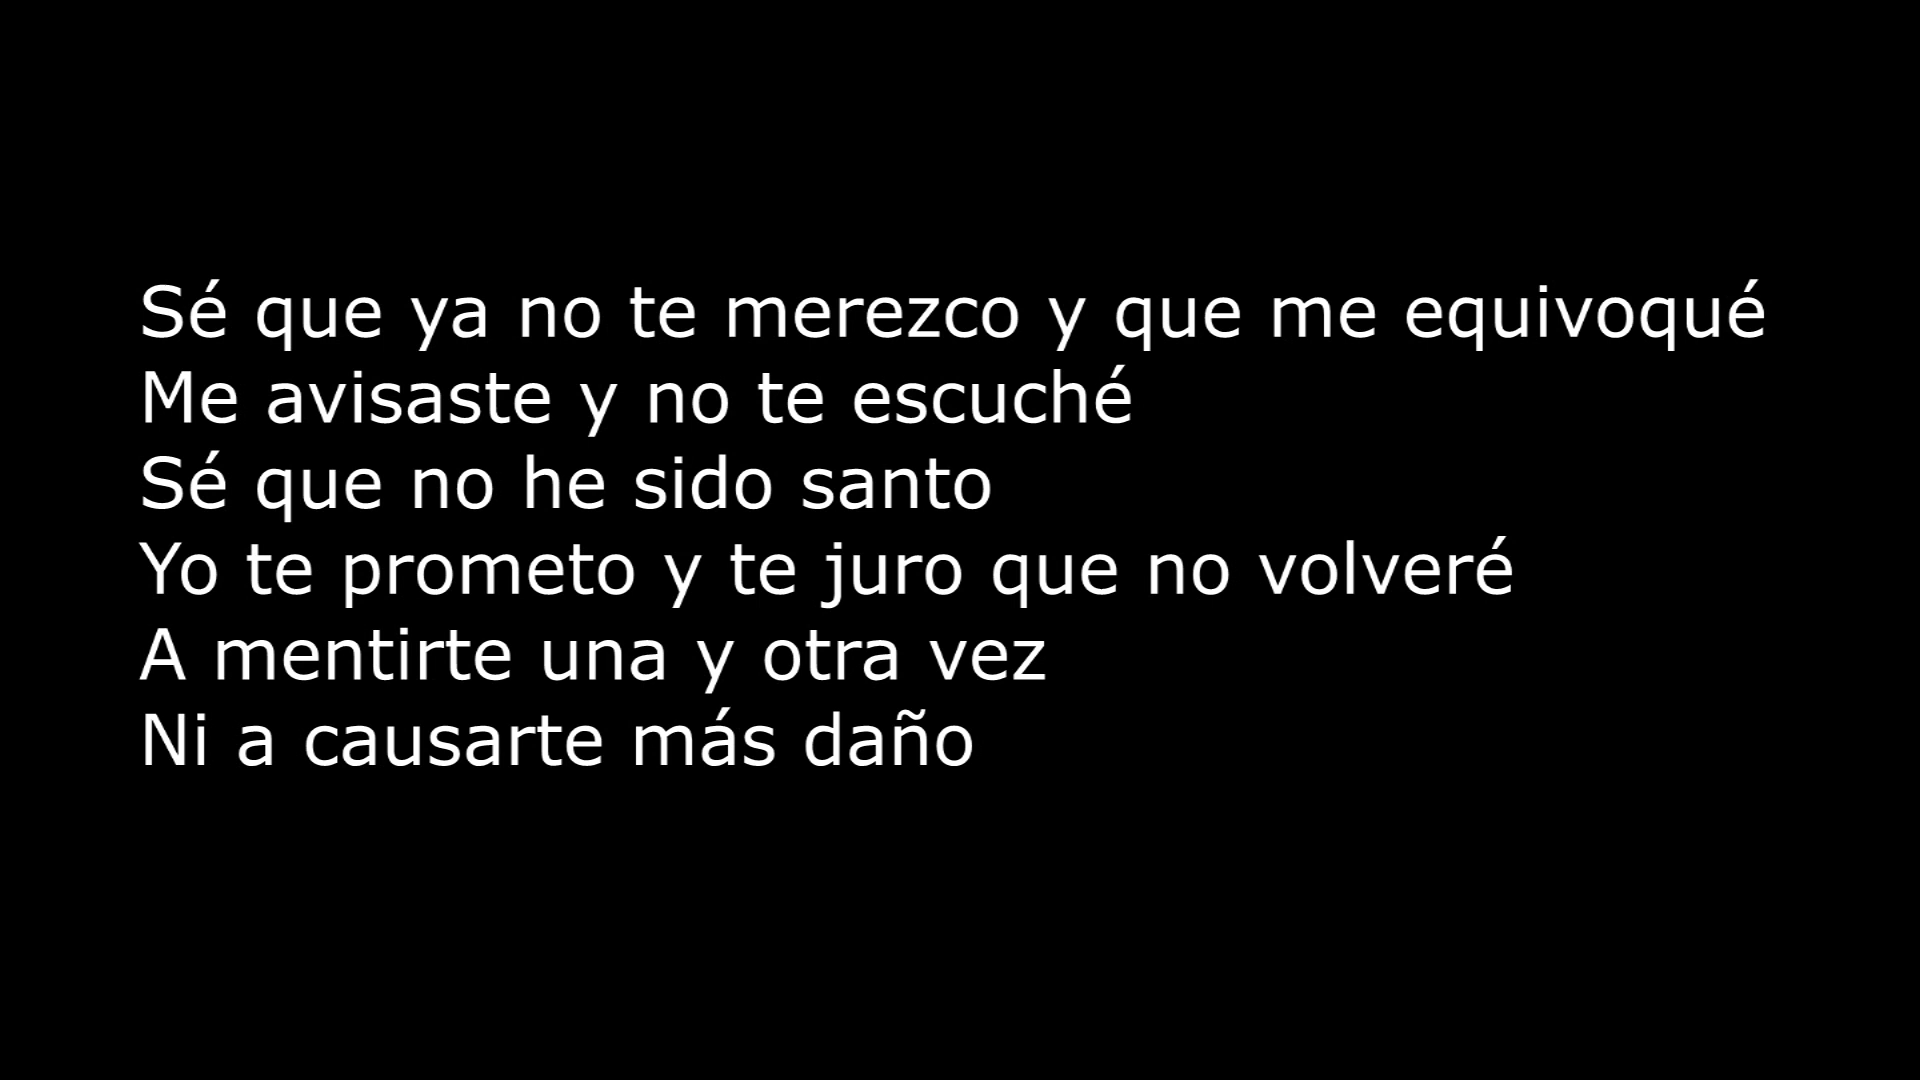 Sé que ya no te merezco y que me equivoqué
Me avisaste y no te escuché
Sé que no he sido santo
Yo te prometo y te juro que no volveré
A mentirte una y otra vez
Ni a causarte más daño